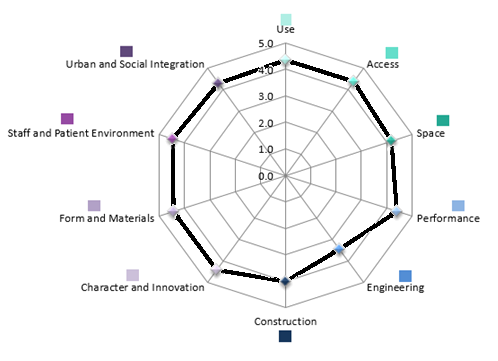 Use
5.0
Urban and Social Integration
Access
4.0
Staff and Patient Environment
3.0
Space
2.0
1.0
0.0
Form and Materials
Performance
Character and Innovation
Engineering
Construction